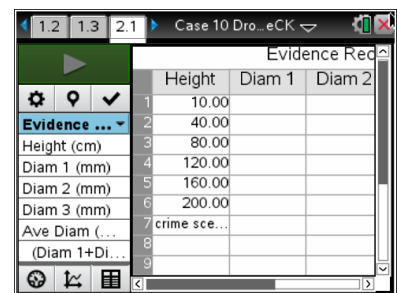 1.2 1.3 2.1 Case 10 Dro...eCK
Evidence Rec
Height Diam 1 Diam 2
1 10.00
2 40.00
3 80.00
4 120.00
5 160.00
6 200.00
7 crime sce...
8
9
Evidence ...
Height (cm)
Diam 1 (mm)
Diam 2 (mm)
Diam 3 (mm)
Ave Diam (...
(Diam 1+Di...